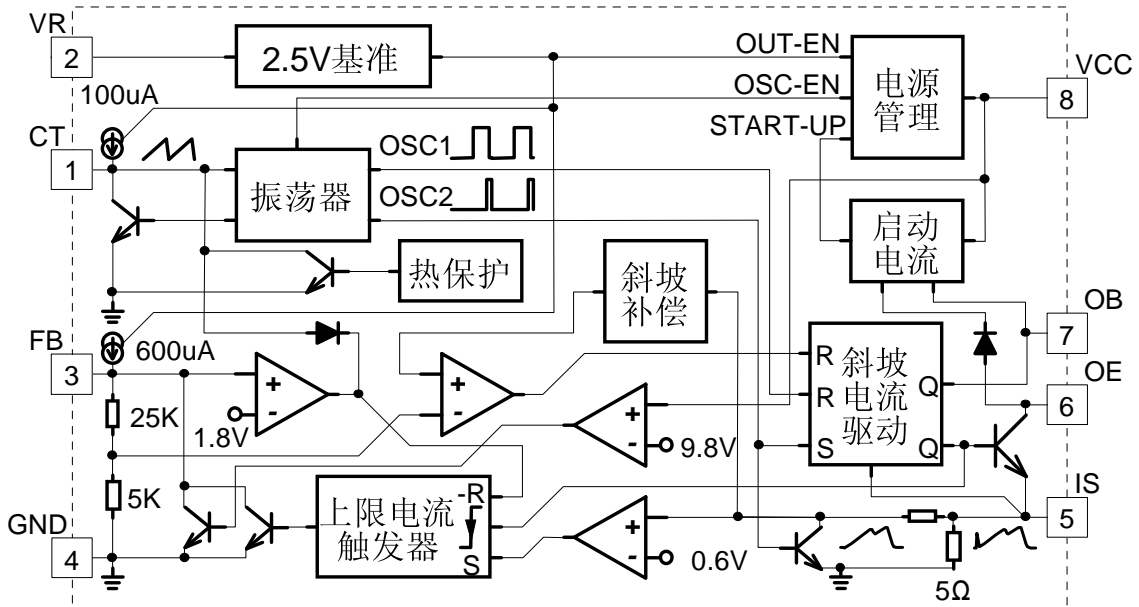 VR
2
2.5V基准
OUT-EN
OSC-EN
START-UP
电源
管理
VCC
8
100uA
CT
1
OSC1
OSC2
振荡器
热保护
斜坡
补偿
启动
电流
OB
7
FB
3
600uA
+
-
1.8V
25K
5K
+
-
+
-
9.8V
R
R
S
斜坡
电流
驱动
Q
Q
OE
6
IS
5
GND
4
上限电流
触发器
-R
S
+
-
0.6V
5Ω